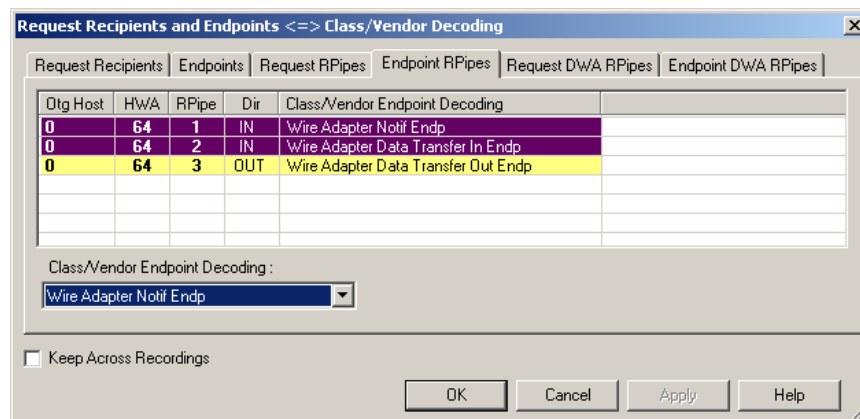 Request Recipients and Endpoints <=> Class/Vendor Decoding
Request Recipients Endpoints Request RPipes Endpoint RPipes Request DWA RPipes Endpoint DWA RPipes
Otg Host HWA RPipe Dir Class/Vendor Endpoint Decoding
0 64 1 IN Wire Adapter Notif Endp
0 64 2 IN Wire Adapter Data Transfer In Endp
0 64 3 OUT Wire Adapter Data Transfer Out Endp
Class/Vendor Endpoint Decoding :
Wire Adapter Notif Endp
Keep Across Recordings
OK Cancel Apply Help